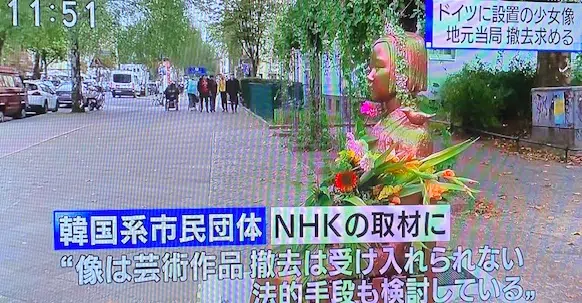 11:51
ドイツに設置の少女像
地元当局 撤去求める
韓国系市民団体 NHKの取材に
“像は芸術作品 撤去は受け入れられない
法的手段も検討している„